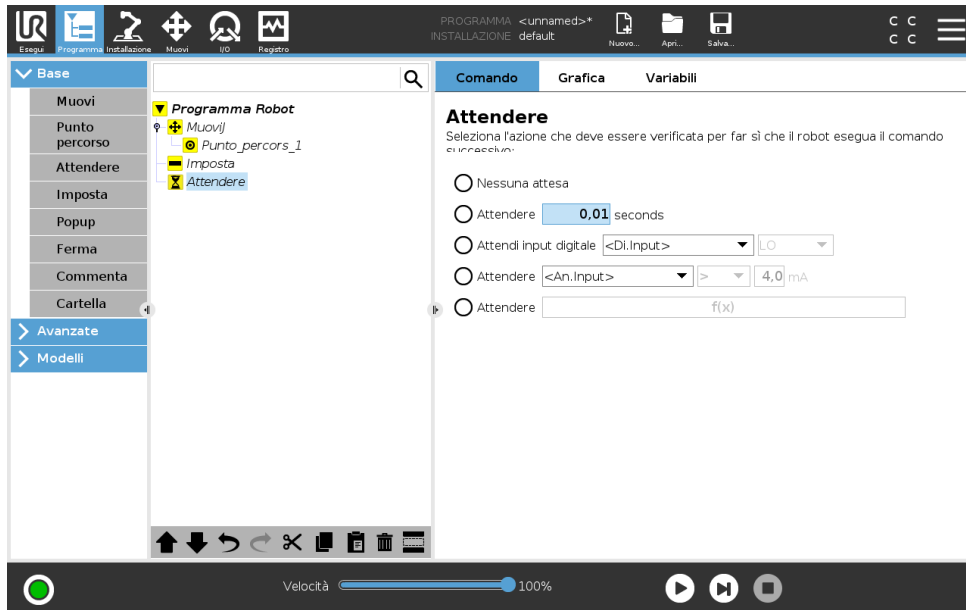 PROGRAMMA <unnamed>*
INSTALLAZIONE default
Esegui Programma Installazione Muovi I/O Registro
Nuovo... Apri... Salva...
C C
C C
Base
Muovi
Punto
percorso
Attendere
Imposta
Popup
Ferma
Commenta
Cartella
Avanzate
Modelli
Programma Robot
MuoviJ
Punto_percors_1
Imposta
Attendere
Comando Grafica Variabili
Attendere
Seleziona l'azione che deve essere verificata per far sì che il robot esegua il comando
successivo:
Nessuna attesa
Attendere 0,01 seconds
Attendi input digitale <Di.Input> LO
Attendere <An.Input> > 4,0 mA
Attendere f(x)
Velocità 100%